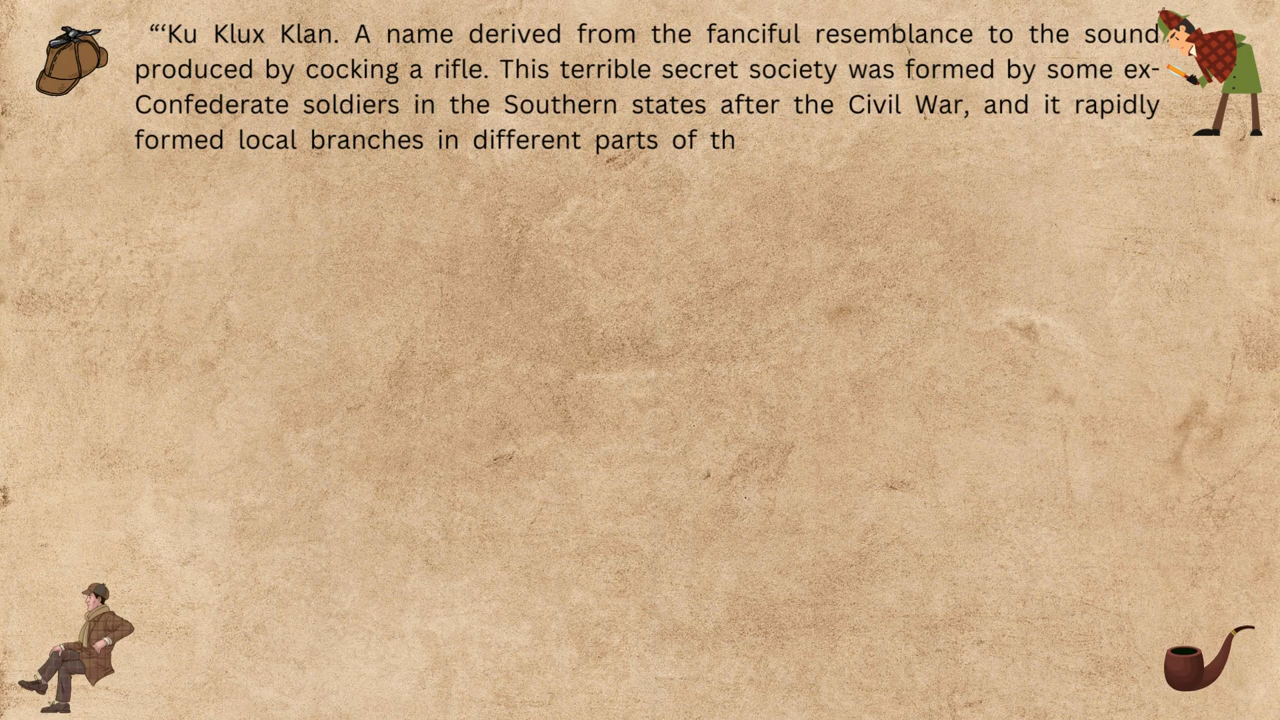 “‘Ku Klux Klan. A name derived from the fanciful resemblance to the sound
produced by cocking a rifle. This terrible secret society was formed by some ex-
Confederate soldiers in the Southern states after the Civil War, and it rapidly
formed local branches in different parts of th